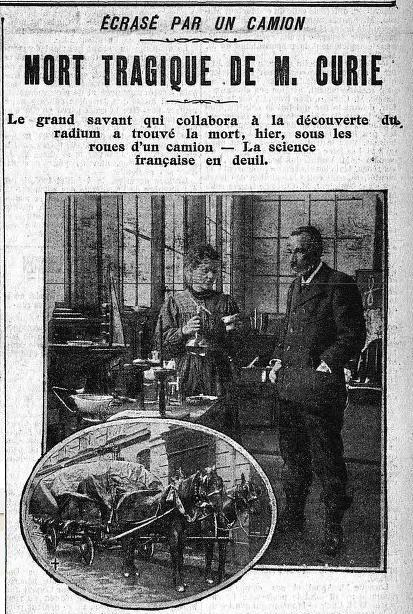 ÉCRASÉ PAR UN CAMION
MORT TRAGIQUE DE M. CURIE
Le grand savant qui collabora à la découverte du
radium a trouvé la mort, hier, sous les
roues d'un camion — La science
française en deuil.